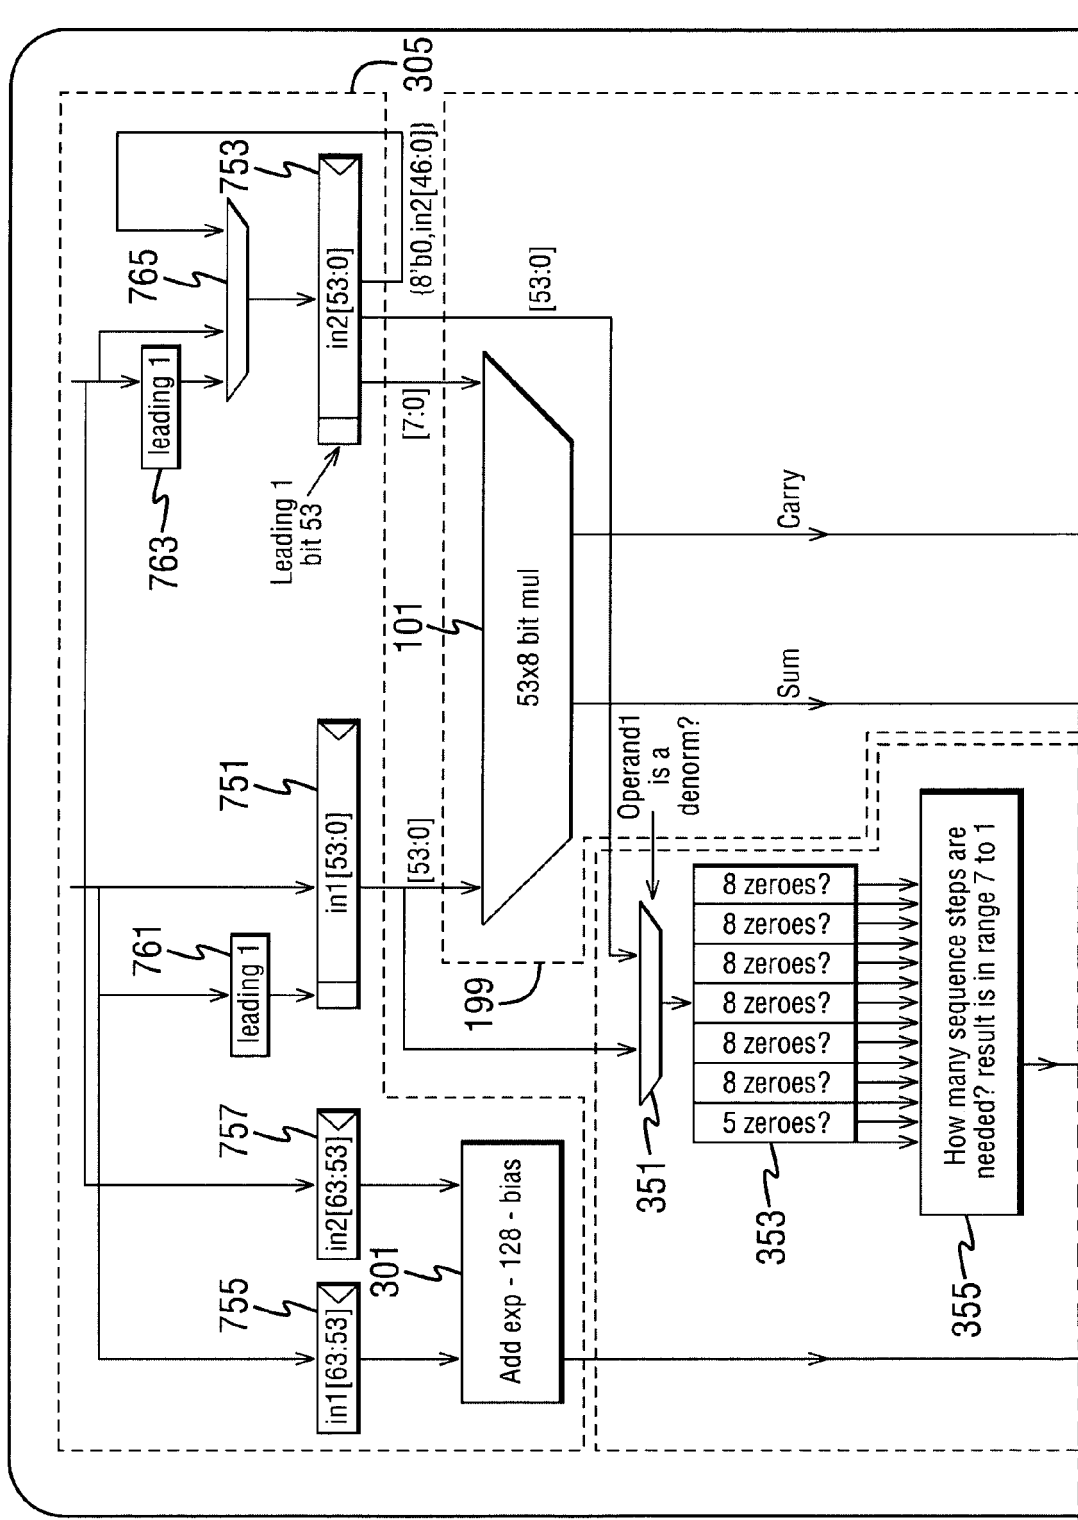 305
753
765
leading 1
763
in2[53:0]
{8'b0,in2[46:0]}
Leading 1
bit 53
[7:0]
[53:0]
761
leading 1
751
in1[53:0]
[53:0]
101
53x8 bit mul
199
Carry
Sum
757
in2[63:53]
755
in1[63:53]
301
Add exp - 128 - bias
Operand1
is a
denorm?
351
8 zeroes?
8 zeroes?
8 zeroes?
8 zeroes?
8 zeroes?
8 zeroes?
5 zeroes?
353
How many sequence steps are
needed? result is in range 7 to 1
355